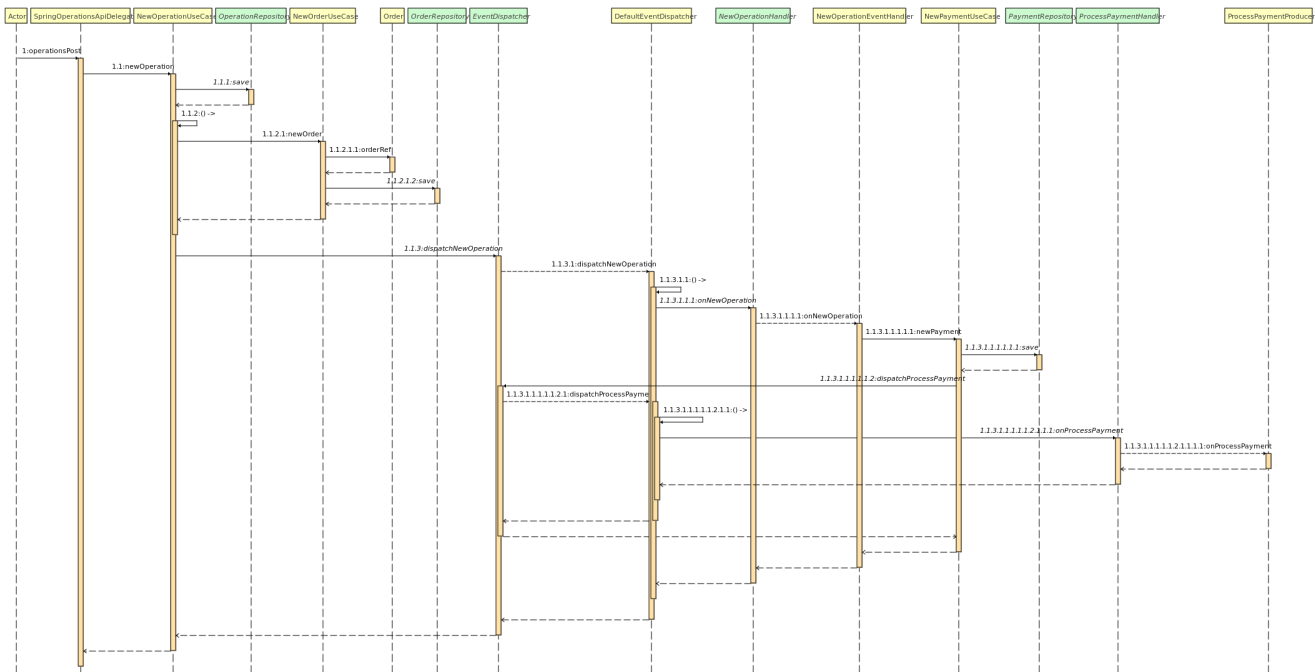 Actor
SpringOperationsApiDelegat
NewOperationUseCase
OperationRepository
NewOrderUseCase
Order
OrderRepository
EventDispatcher
DefaultEventDispatcher
NewOperationHandler
NewOperationEventHandler
NewPaymentUseCase
PaymentRepository
ProcessPaymentHandler
ProcessPaymentProducer
1:operationsPost
1.1:newOperation
1.1.1:save
1.1.2:() ->
1.1.2.1:newOrder
1.1.2.1.1:orderRef
1.1.2.1.2:save
1.1.3:dispatchNewOperation
1.1.3.1:dispatchNewOperation
1.1.3.1.1:() ->
1.1.3.1.1.1:onNewOperation
1.1.3.1.1.1.1:onNewOperation
1.1.3.1.1.1.1.1:newPayment
1.1.3.1.1.1.1.1.1:save
1.1.3.1.1.1.1.1.2:dispatchProcessPayment
1.1.3.1.1.1.1.1.2.1:dispatchProcessPayme
1.1.3.1.1.1.1.1.2.1.1:() ->
1.1.3.1.1.1.1.1.2.1.1.1:onProcessPayment
1.1.3.1.1.1.1.1.2.1.1.1.1:onProcessPayment